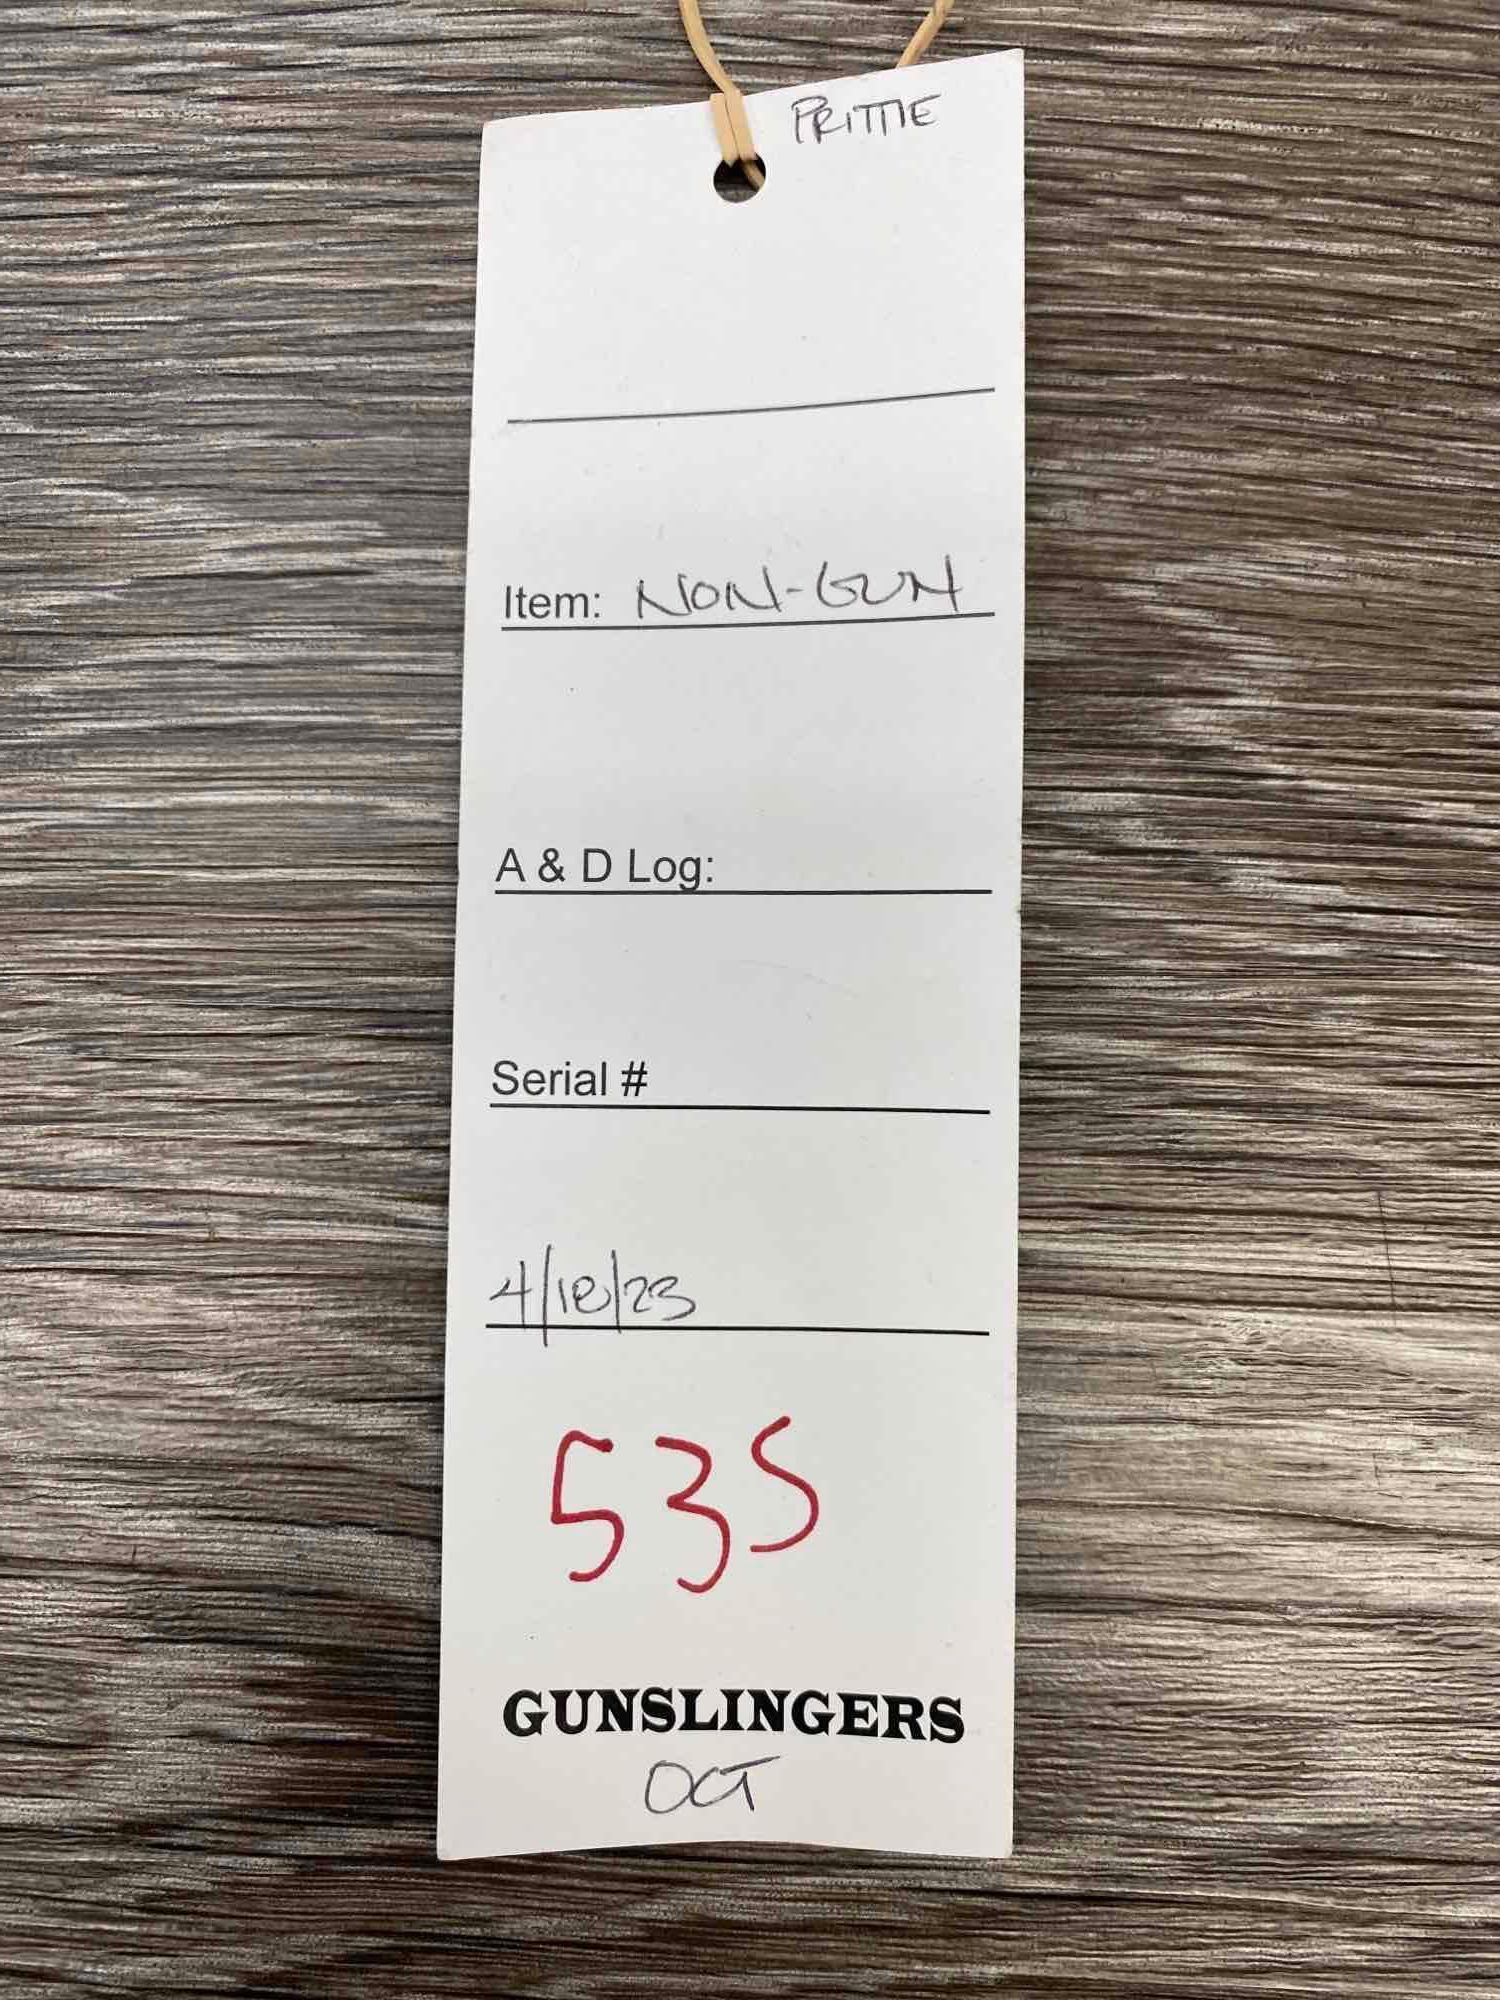 PRITTIE
Item: NON-GUN
A & D Log:
Serial #
4/18/23
535
GUNSLINGERS
OCT